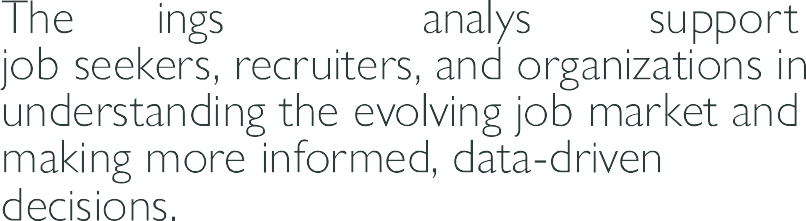 The ings analys support
job seekers, recruiters, and organizations in
understanding the evolving job market and
making more informed, data-driven
decisions.